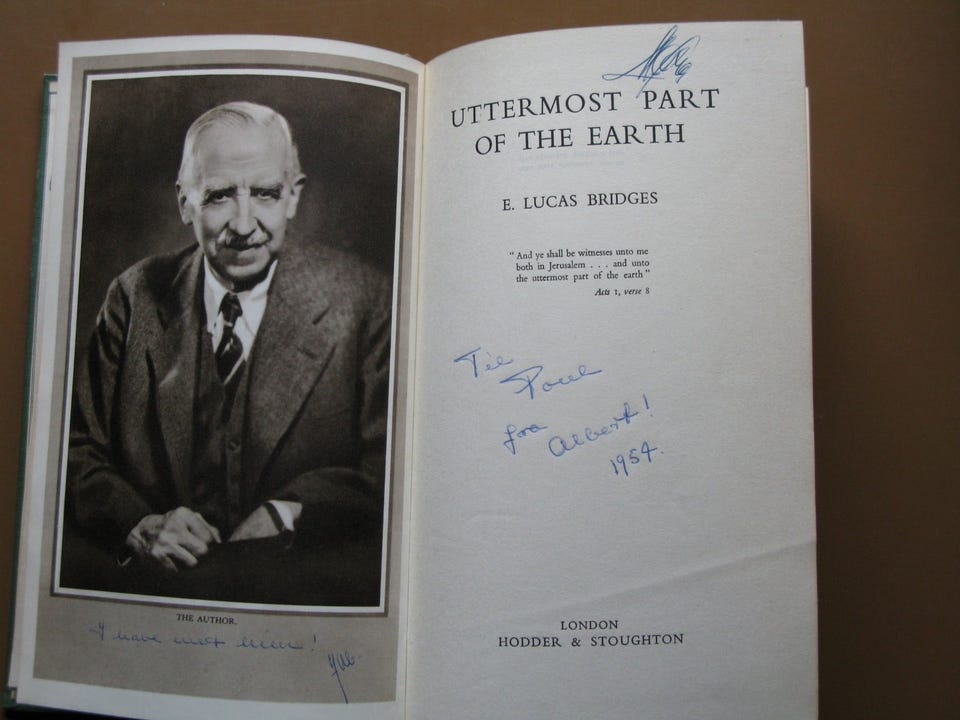 THE AUTHOR.
I have met him!
UTTERMOST PART
OF THE EARTH
E. LUCAS BRIDGES
" And ye shall be witnesses unto me
both in Jerusalem . . . and unto
the uttermost part of the earth "
Acts 1, verse 8
Til
Poul
fra
Albert!
1954.
LONDON
HODDER & STOUGHTON